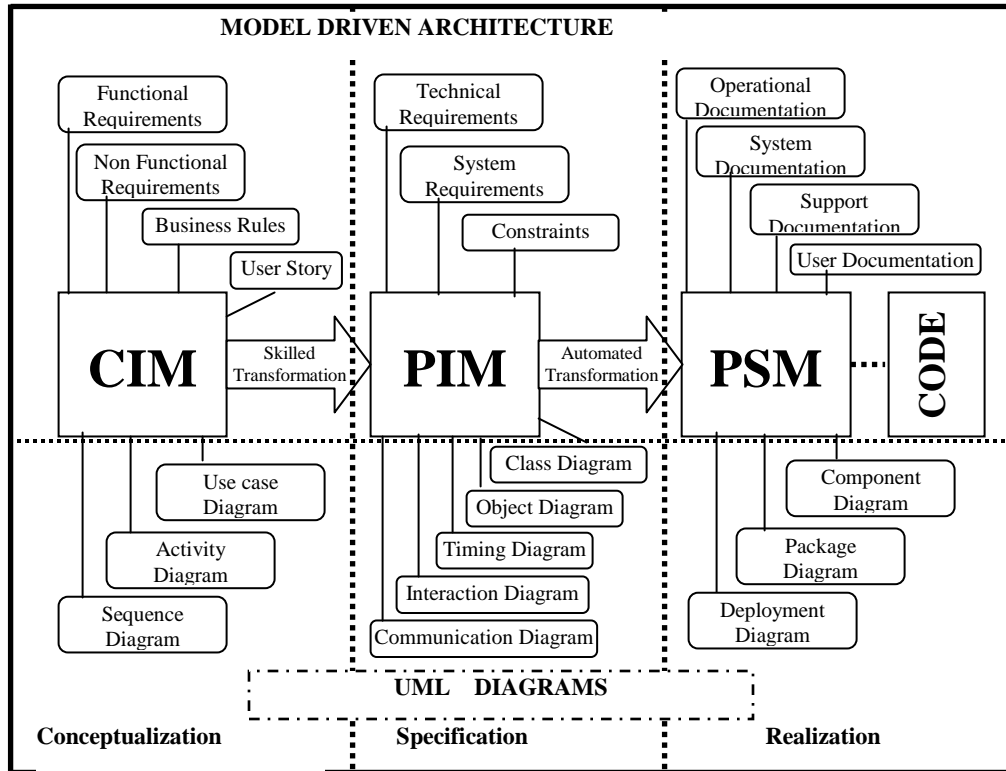 MODEL DRIVEN ARCHITECTURE
Functional
Requirements
Non Functional
Requirements
Business Rules
User Story
Technical
Requirements
System
Requirements
Constraints
Operational
Documentation
System
Documentation
Support
Documentation
User Documentation
CIM
Skilled
Transformation
PIM
Automated
Transformation
PSM
CODE
Use case
Diagram
Activity
Diagram
Sequence
Diagram
Class Diagram
Object Diagram
Timing Diagram
Interaction Diagram
Communication Diagram
Component
Diagram
Package
Diagram
Deployment
Diagram
UML DIAGRAMS
Conceptualization
Specification
Realization